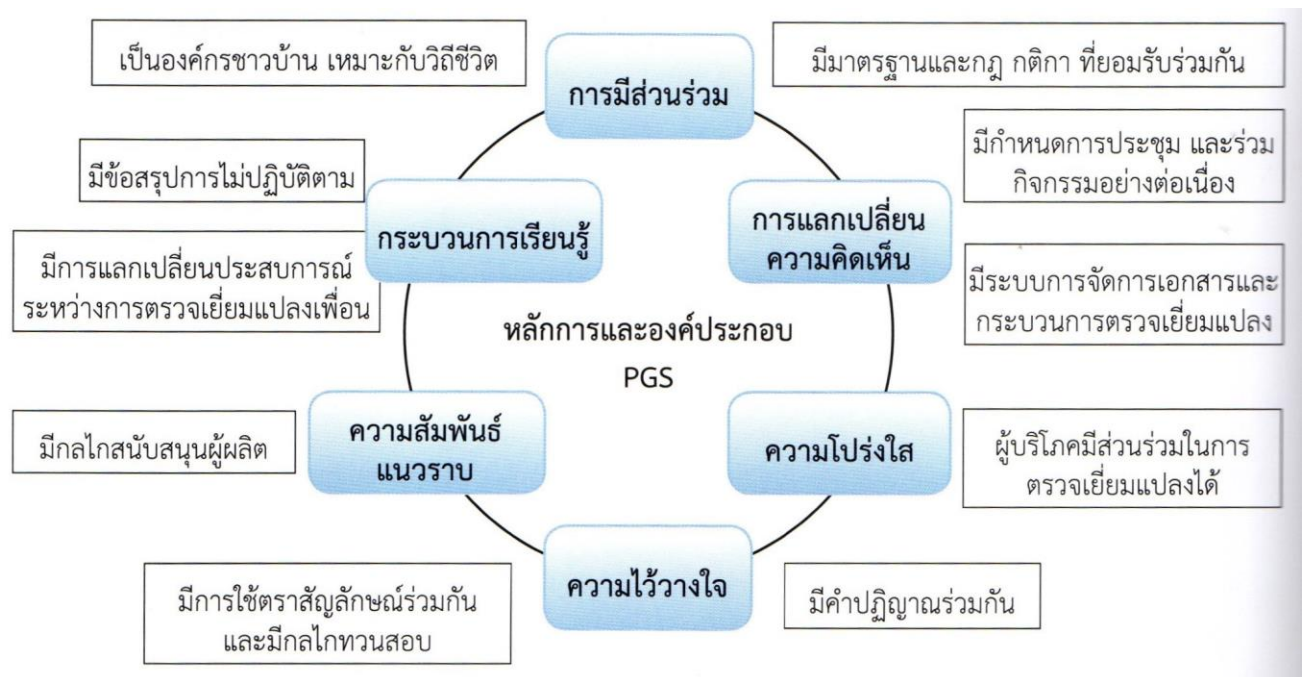 เป็นองค์กรชาวบ้าน เหมาะกับวิถีชีวิต
การมีส่วนร่วม
มีมาตรฐานและกฎ กติกา ที่ยอมรับร่วมกัน
มีกำหนดการประชุม และร่วม
กิจกรรมอย่างต่อเนื่อง
มีข้อสรุปการไม่ปฏิบัติตาม
กระบวนการเรียนรู้
การแลกเปลี่ยน
ความคิดเห็น
มีการแลกเปลี่ยนประสบการณ์
ระหว่างการตรวจเยี่ยมแปลงเพื่อน
มีระบบการจัดการเอกสารและ
กระบวนการตรวจเยี่ยมแปลง
หลักการและองค์ประกอบ
PGS
มีกลไกสนับสนุนผู้ผลิต
ความสัมพันธ์
แนวราบ
ความโปร่งใส
ผู้บริโภคมีส่วนร่วมในการ
ตรวจเยี่ยมแปลงได้
มีการใช้ตราสัญลักษณ์ร่วมกัน
และมีกลไกทวนสอบ
ความไว้วางใจ
มีคำปฏิญาณร่วมกัน